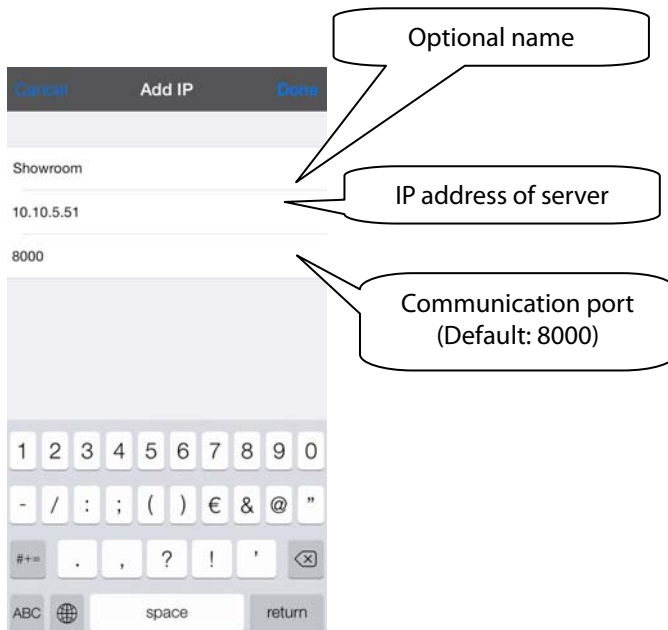 Optional name
Cancel Add IP Done
Showroom
IP address of server
10.10.5.51
8000
Communication port
(Default: 8000)
1 2 3 4 5 6 7 8 9 0
- / : ; ( ) € & @ "
#+= . , ? ! '
ABC space return